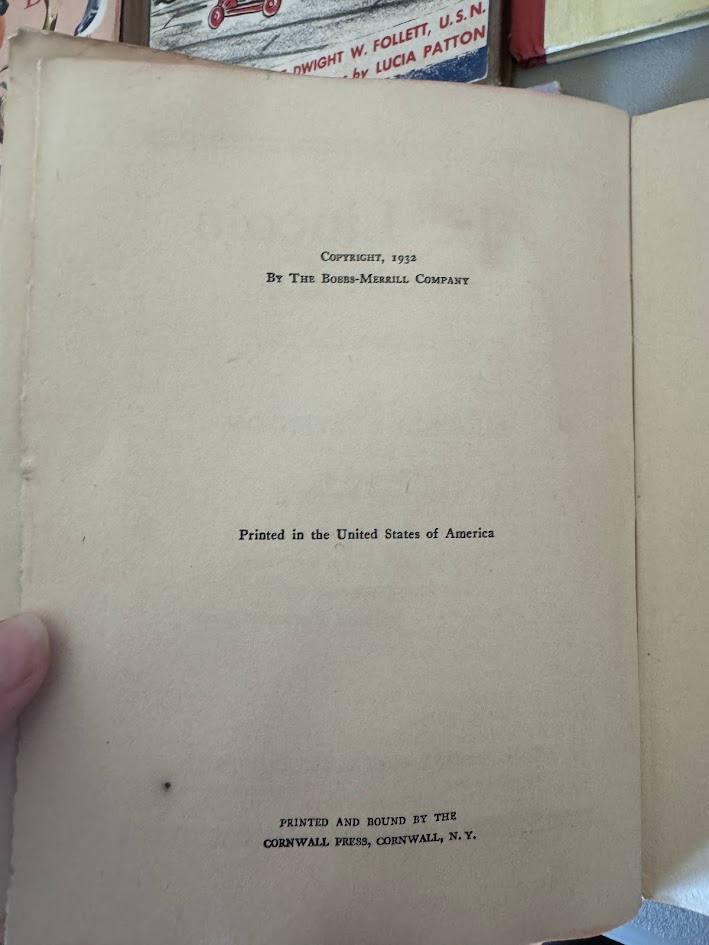 DWIGHT W. FOLLETT, U. S. N.
by LUCIA PATTON
COPYRIGHT, 1932
BY THE BOBBS-MERRILL COMPANY
Printed in the United States of America
PRINTED AND BOUND BY THE
CORNWALL PRESS, CORNWALL, N. Y.